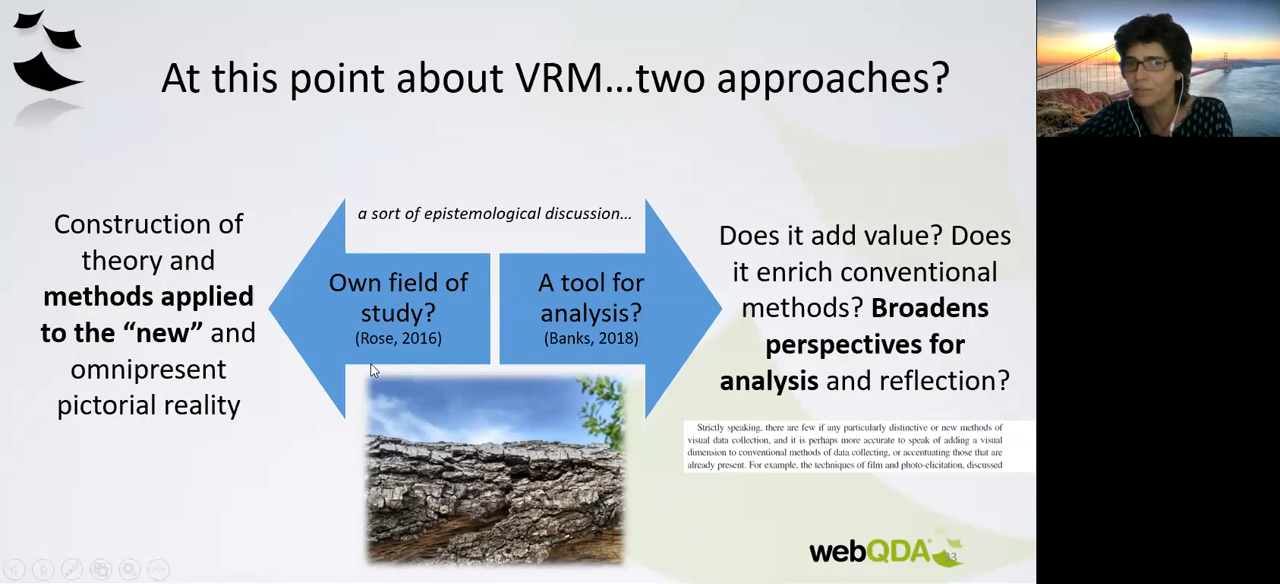 At this point about VRM...two approaches?
a sort of epistemological discussion...
Construction of
theory and
methods applied
to the “new” and
omnipresent
pictorial reality
Own field of
study?
(Rose, 2016)
A tool for
analysis?
(Banks, 2018)
Does it add value? Does
it enrich conventional
methods? Broadens
perspectives for
analysis and reflection?
Strictly speaking, there are few if any particularly distinctive or new methods of
visual data collection, and it is perhaps more accurate to speak of adding a visual
dimension to conventional methods of data collecting, or accentuating those that are
already present. For example, the techniques of film and photo-elicitation, discussed
webQDA